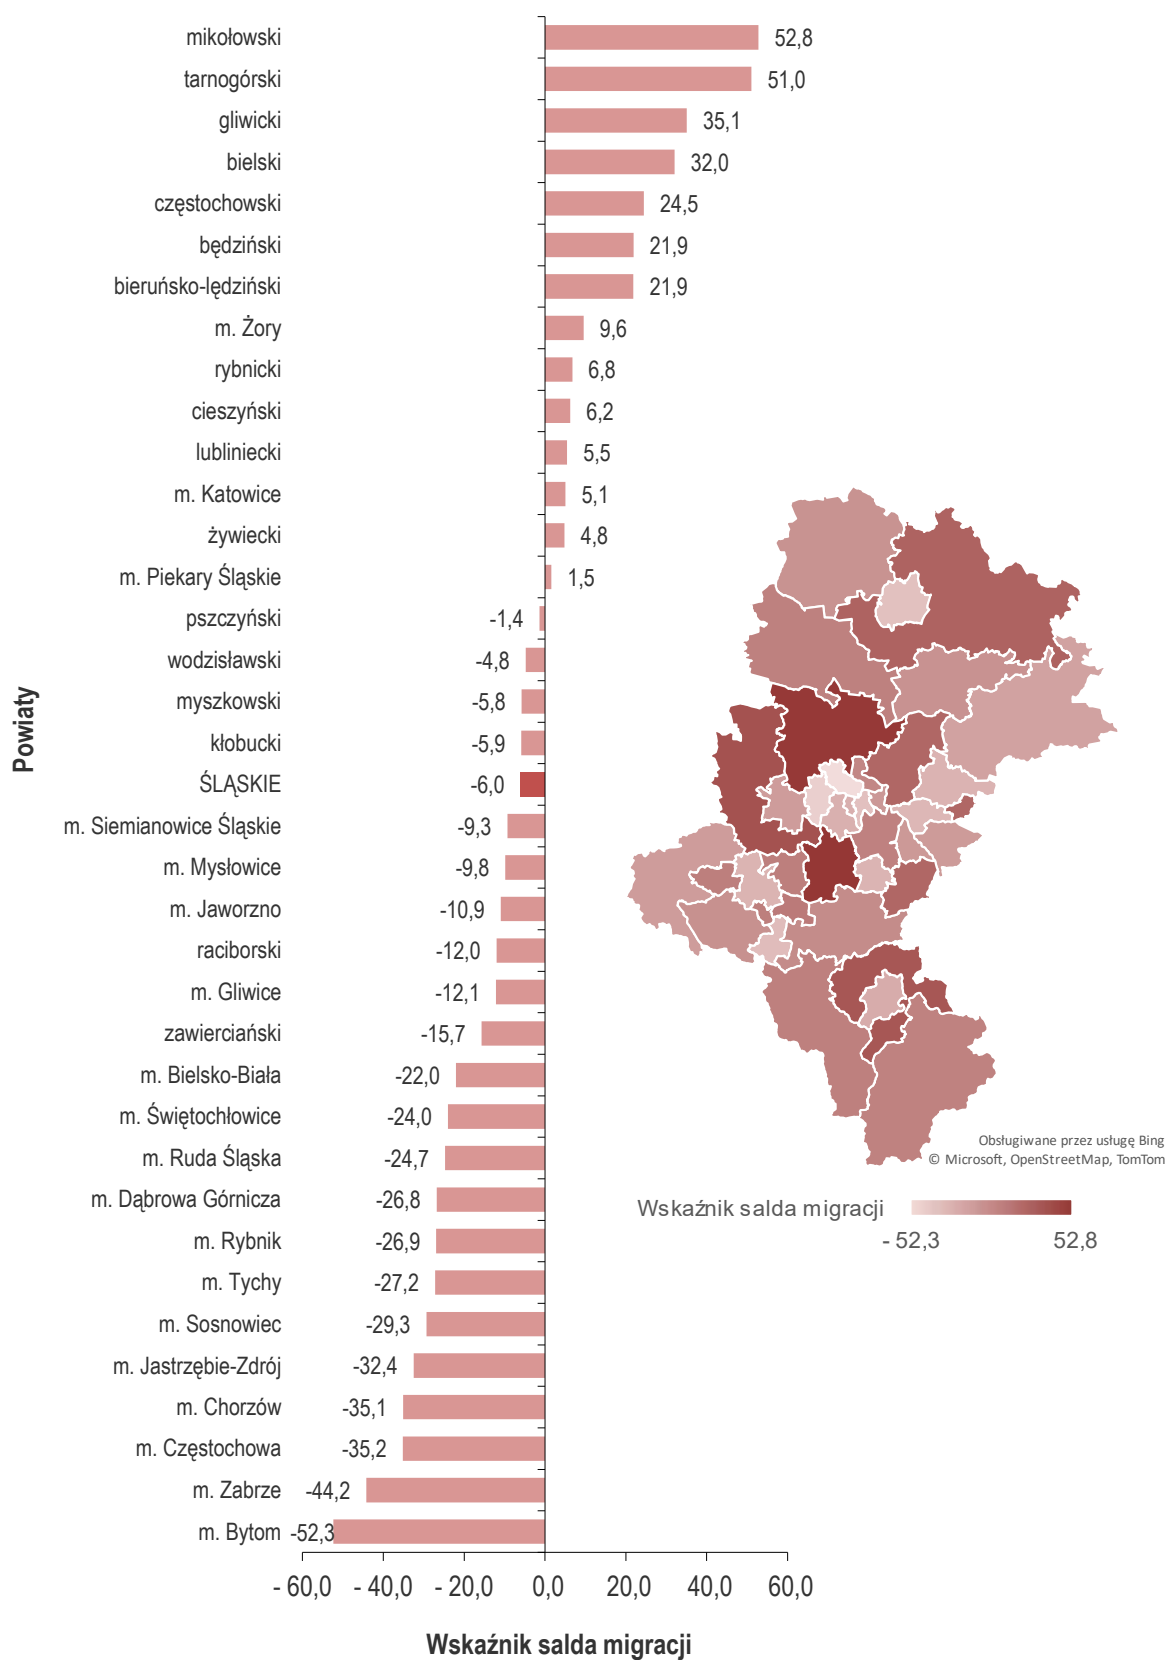 mikołowski 52,8
tarnogórski 51,0
gliwicki 35,1
bielski 32,0
częstochowski 24,5
będziński 21,9
bieruńsko-lędziński 21,9
m. Żory 9,6
rybnicki 6,8
cieszyński 6,2
lubliniecki 5,5
m. Katowice 5,1
żywiecki 4,8
m. Piekary Śląskie 1,5
pszczyński -1,4
wodzisławski -4,8
myszkowski -5,8
kłobucki -5,9
ŚLĄSKIE -6,0
m. Siemianowice Śląskie -9,3
m. Mysłowice -9,8
m. Jaworzno -10,9
raciborski -12,0
m. Gliwice -12,1
zawierciański -15,7
m. Bielsko-Biała -22,0
m. Świętochłowice -24,0
m. Ruda Śląska -24,7
m. Dąbrowa Górnicza -26,8
m. Rybnik -26,9
m. Tychy -27,2
m. Sosnowiec -29,3
m. Jastrzębie-Zdrój -32,4
m. Chorzów -35,1
m. Częstochowa -35,2
m. Zabrze -44,2
m. Bytom -52,3
- 60,0 - 40,0 - 20,0 0,0 20,0 40,0 60,0
Wskaźnik salda migracji
Powiaty
Obsługiwane przez usługę Bing
© Microsoft, OpenStreetMap, TomTom
Wskaźnik salda migracji
- 52,3 52,8